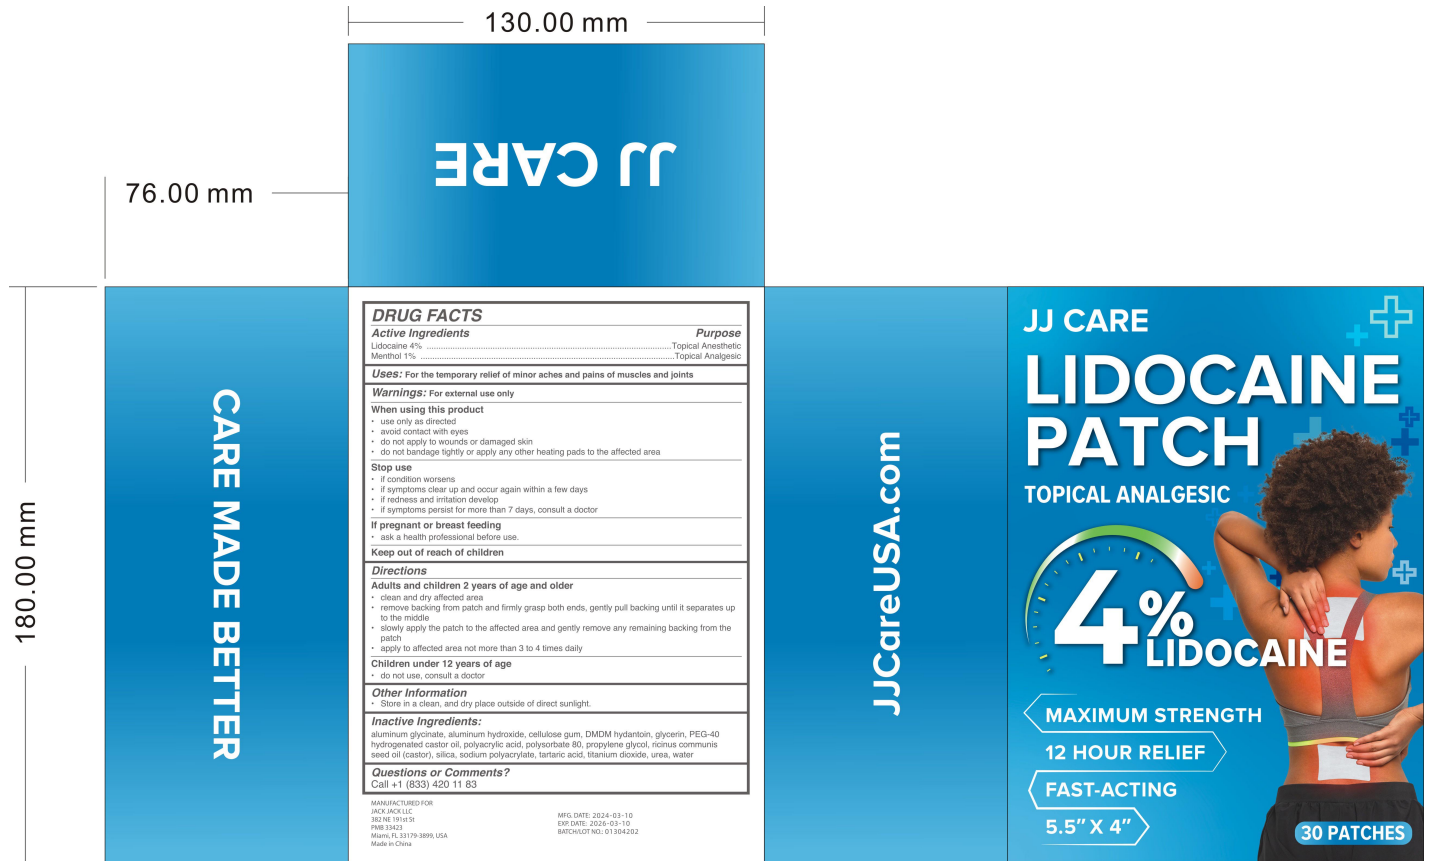 130.00 mm
JJ CARE
76.00 mm
180.00 mm
CARE MADE BETTER
DRUG FACTS
Active Ingredients Purpose
Lidocaine 4% ........................................................................................................Topical Anesthetic
Menthol 1% ............................................................................................................Topical Analgesic
Uses: For the temporary relief of minor aches and pains of muscles and joints
Warnings: For external use only
When using this product
• use only as directed
• avoid contact with eyes
• do not apply to wounds or damaged skin
• do not bandage tightly or apply any other heating pads to the affected area
Stop use
• if condition worsens
• if symptoms clear up and occur again within a few days
• if redness and irritation develop
• if symptoms persist for more than 7 days, consult a doctor
If pregnant or breast feeding
• ask a health professional before use.
Keep out of reach of children
Directions
Adults and children 2 years of age and older
• clean and dry affected area
• remove backing from patch and firmly grasp both ends, gently pull backing until it separates up
to the middle
• slowly apply the patch to the affected area and gently remove any remaining backing from the
patch
• apply to affected area not more than 3 to 4 times daily
Children under 12 years of age
• do not use, consult a doctor
Other Information
• Store in a clean, and dry place outside of direct sunlight.
Inactive Ingredients:
aluminum glycinate, aluminum hydroxide, cellulose gum, DMDM hydantoin, glycerin, PEG-40
hydrogenated castor oil, polyacrylic acid, polysorbate 80, propylene glycol, ricinus communis
seed oil (castor), silica, sodium polyacrylate, tartaric acid, titanium dioxide, urea, water
Questions or Comments?
Call +1 (833) 420 11 83
MANUFACTURED FOR
JACK JACK LLC
382 NE 191st St
PMB 33423
Miami, FL 33179-3899, USA
Made in China
MFG. DATE: 2024-03-10
EXP. DATE: 2026-03-10
BATCH/LOT NO.: 01304202
JJCareUSA.com
JJ CARE
LIDOCAINE
PATCH
TOPICAL ANALGESIC
4%
LIDOCAINE
MAXIMUM STRENGTH
12 HOUR RELIEF
FAST-ACTING
5.5” X 4”
30 PATCHES